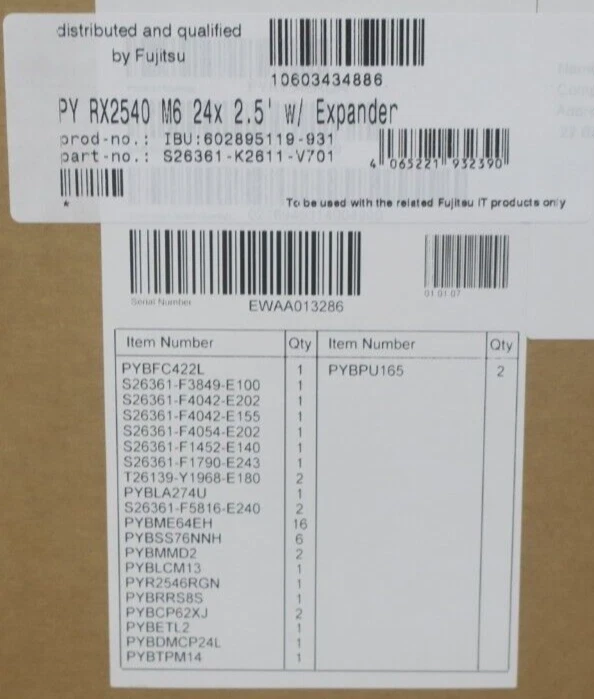 distributed and qualified
by Fujitsu
10603434886
PY RX2540 M6 24x 2.5' w/ Expander
prod-no.: IBU:602895119-931
part-no.: S26361-K2611-V701
4 065221 932390
*
To be used with the related Fujitsu IT products only
Serial Number
EWAA013286
01.01.07
Item Number Qty Item Number Qty
PYBFC422L 1 PYBPU165 2
S26361-F3849-E100 1
S26361-F4042-E202 1
S26361-F4042-E155 1
S26361-F4054-E202 1
S26361-F1452-E140 1
S26361-F1790-E243 1
T26139-Y1968-E180 2
PYBLA274U 1
S26361-F5816-E240 2
PYBME64EH 16
PYBSS76NNH 6
PYBMMD2 2
PYBLCM13 1
PYR2546RGN 1
PYBRRS8S 1
PYBCP62XJ 2
PYBETL2 1
PYBDMCP24L 1
PYBTPM14 1